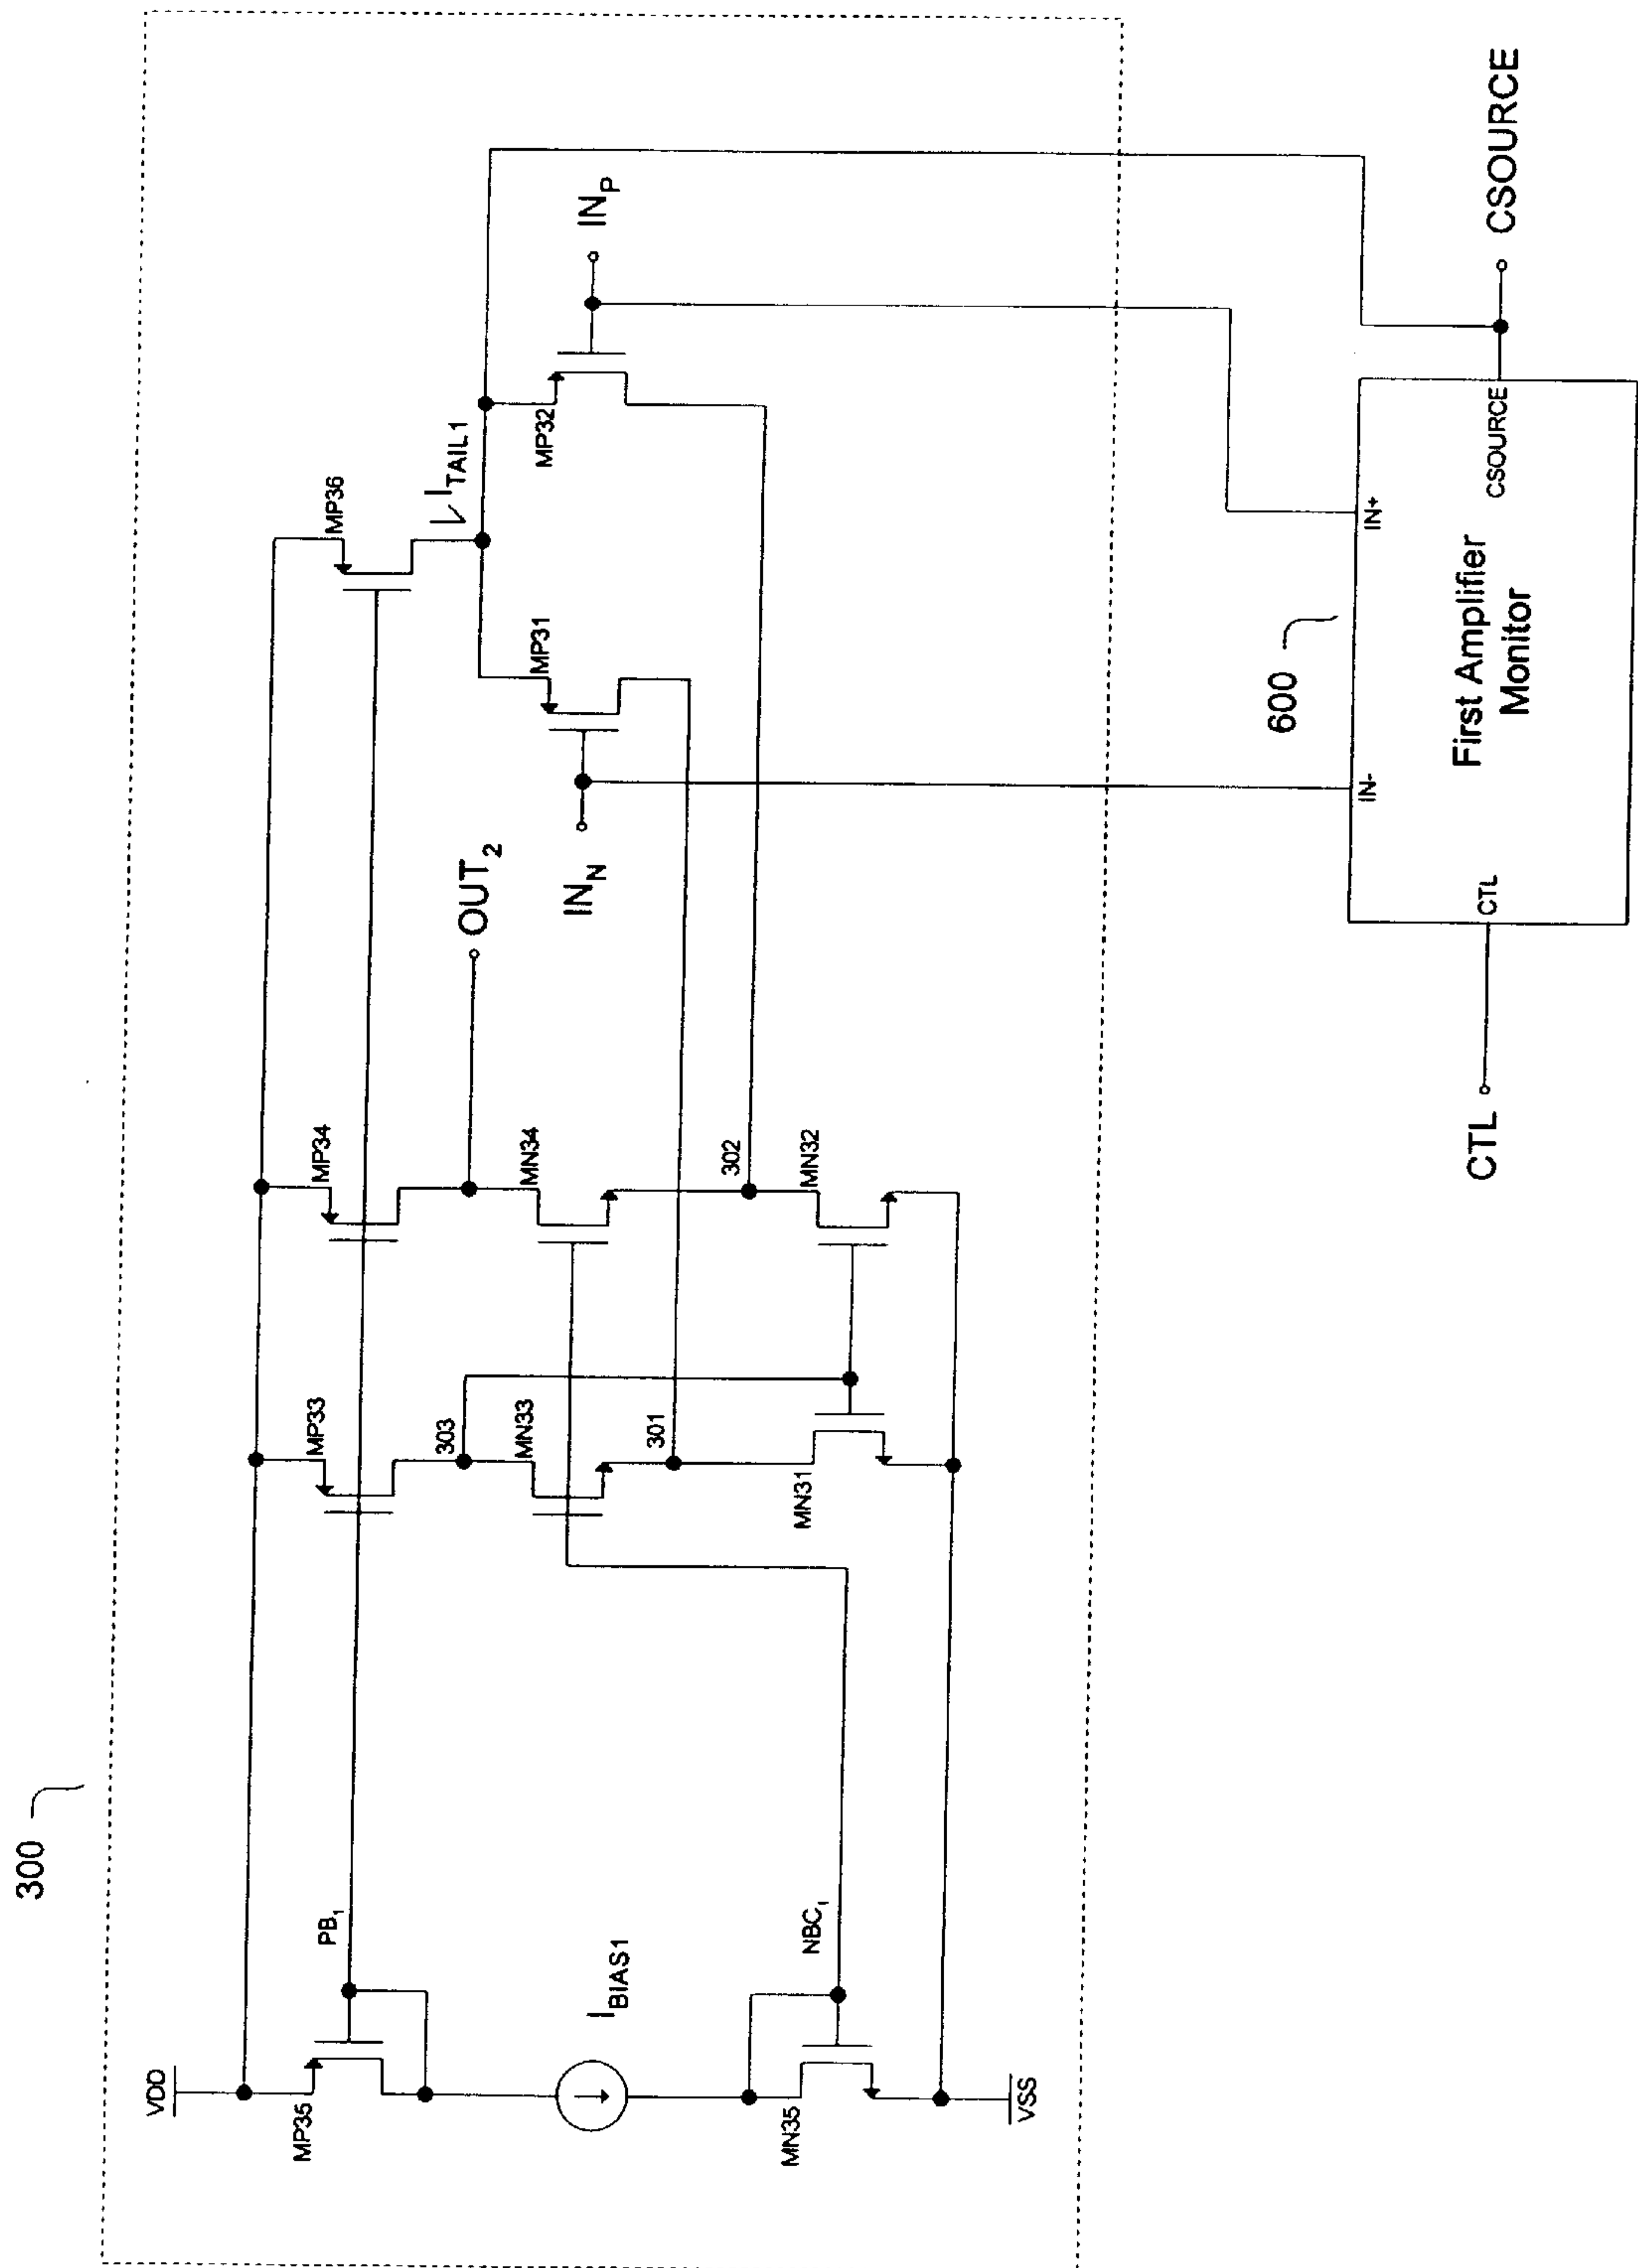 300
VDD
MP35
PB1
IBIAS1
NBC1
MN35
VSS
MP33
303
MN33
301
MN31
MP34
MN34
302
MN32
OUT2
INN
MP31
MP36
ITAIL1
MP32
INP
600
CTL
CTL
IN-
First Amplifier
Monitor
IN+
CSOURCE
CSOURCE